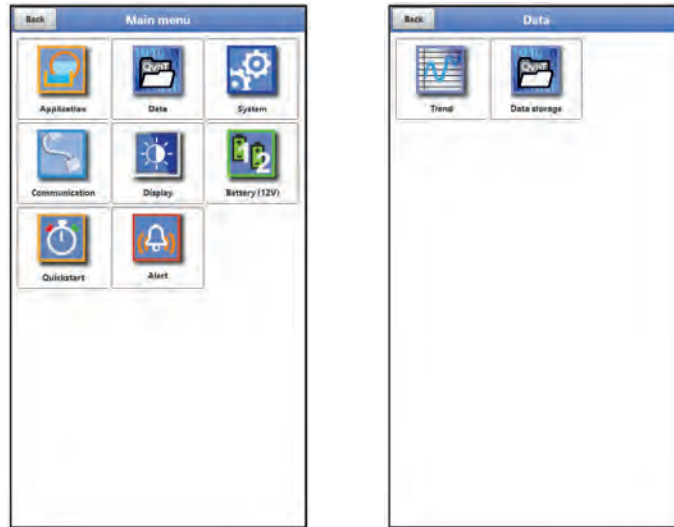 Back Main menu
Application Data System
Communication Display Battery (12V)
Quickstart Alert
Back Data
Trend Data storage